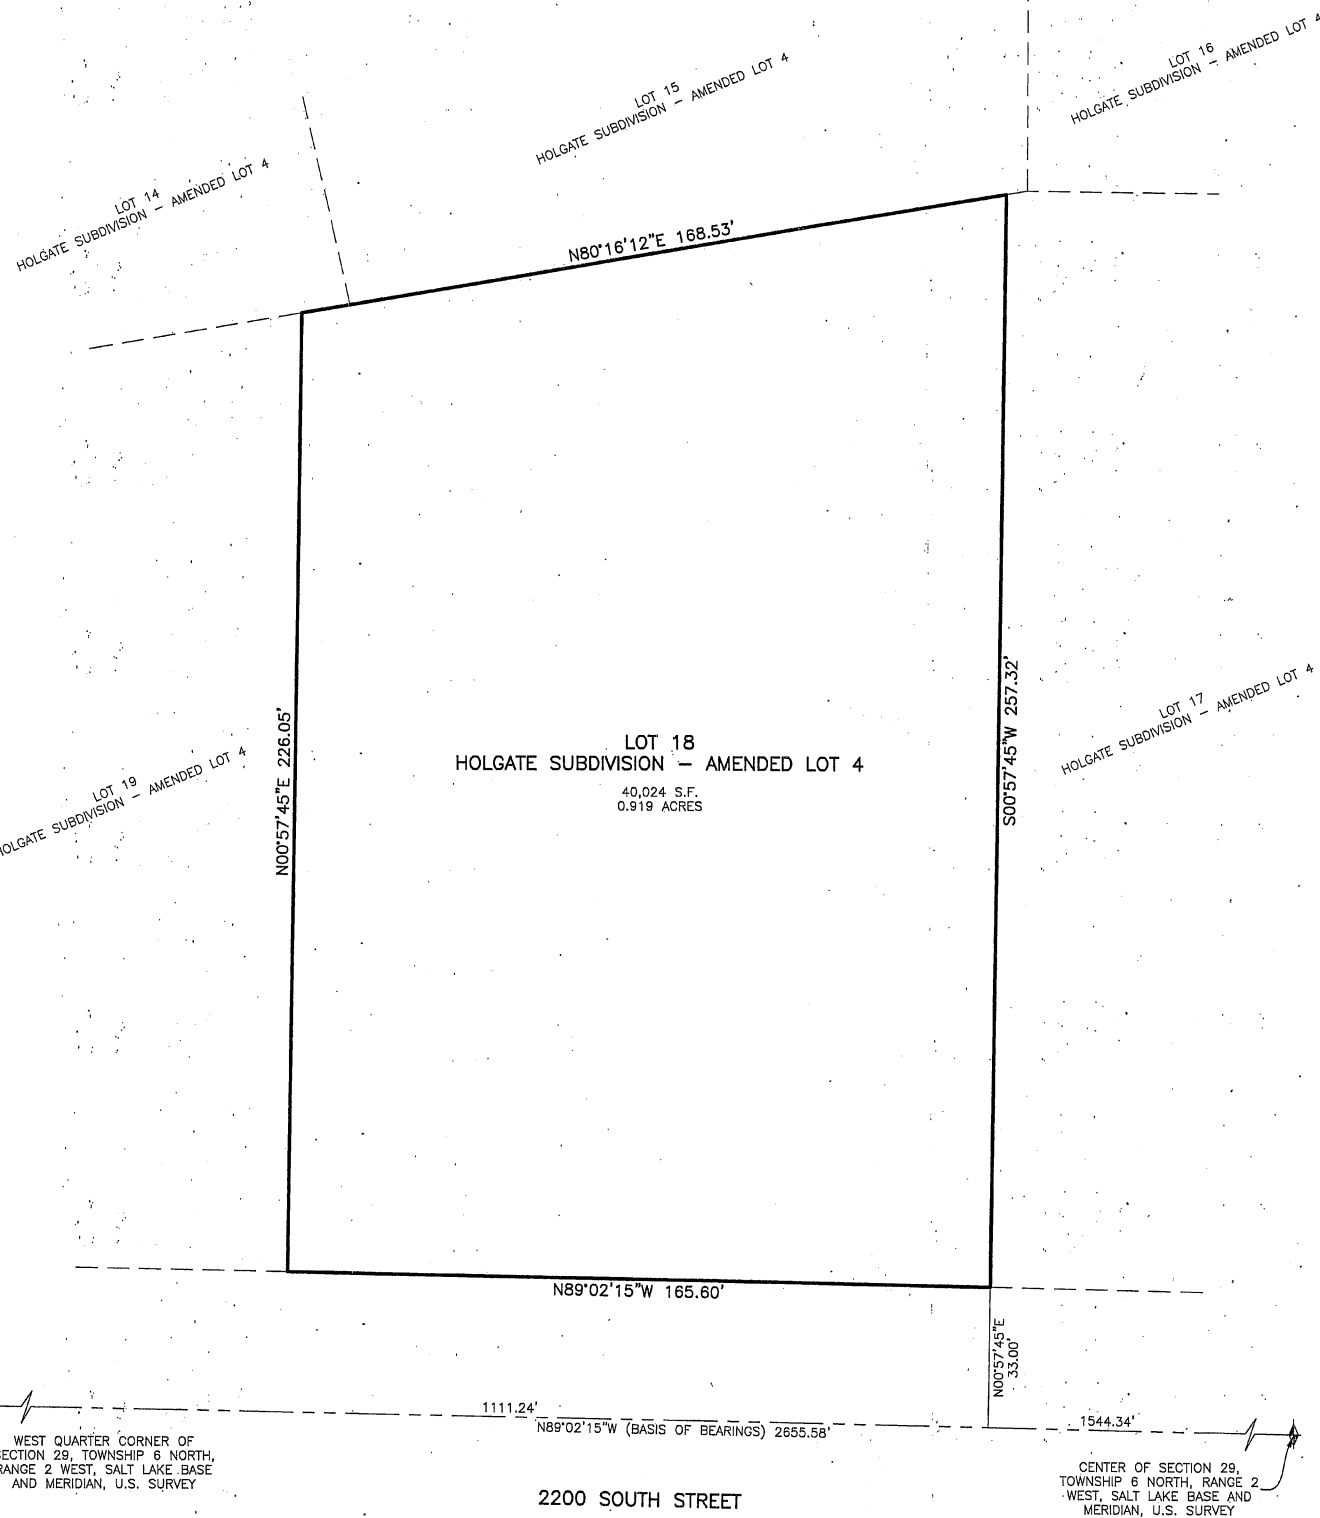 LOT 16
HOLGATE SUBDIVISION - AMENDED LOT 4
LOT 15
HOLGATE SUBDIVISION - AMENDED LOT 4
LOT 14
HOLGATE SUBDIVISION - AMENDED LOT 4
N80°16'12"E 168.53'
S00°57'45"W 257.32'
N00°57'45"E 226.05'
LOT 17
HOLGATE SUBDIVISION - AMENDED LOT 4
LOT 18
HOLGATE SUBDIVISION - AMENDED LOT 4
40,024 S.F.
0.919 ACRES
LOT 19
HOLGATE SUBDIVISION - AMENDED LOT 4
N89°02'15"W 165.60'
N00°57'45"E
33.00'
1111.24'
N89°02'15"W (BASIS OF BEARINGS) 2655.58'
1544.34'
WEST QUARTER CORNER OF
SECTION 29, TOWNSHIP 6 NORTH,
RANGE 2 WEST, SALT LAKE BASE
AND MERIDIAN, U.S. SURVEY
CENTER OF SECTION 29,
TOWNSHIP 6 NORTH, RANGE 2
WEST, SALT LAKE BASE AND
MERIDIAN, U.S. SURVEY
2200 SOUTH STREET